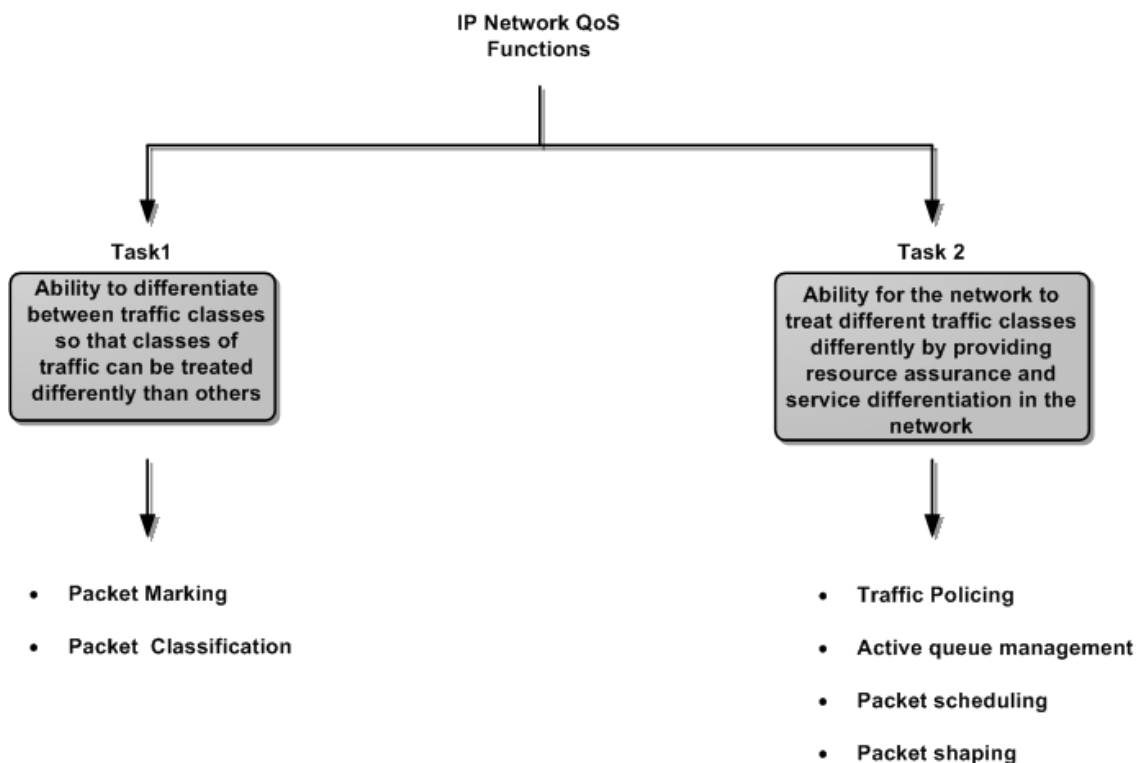 IP Network QoS
Functions
Task1
Ability to differentiate
between traffic classes
so that classes of
traffic can be treated
differently than others
• Packet Marking
• Packet Classification
Task 2
Ability for the network to
treat different traffic classes
differently by providing
resource assurance and
service differentiation in the
network
• Traffic Policing
• Active queue management
• Packet scheduling
• Packet shaping